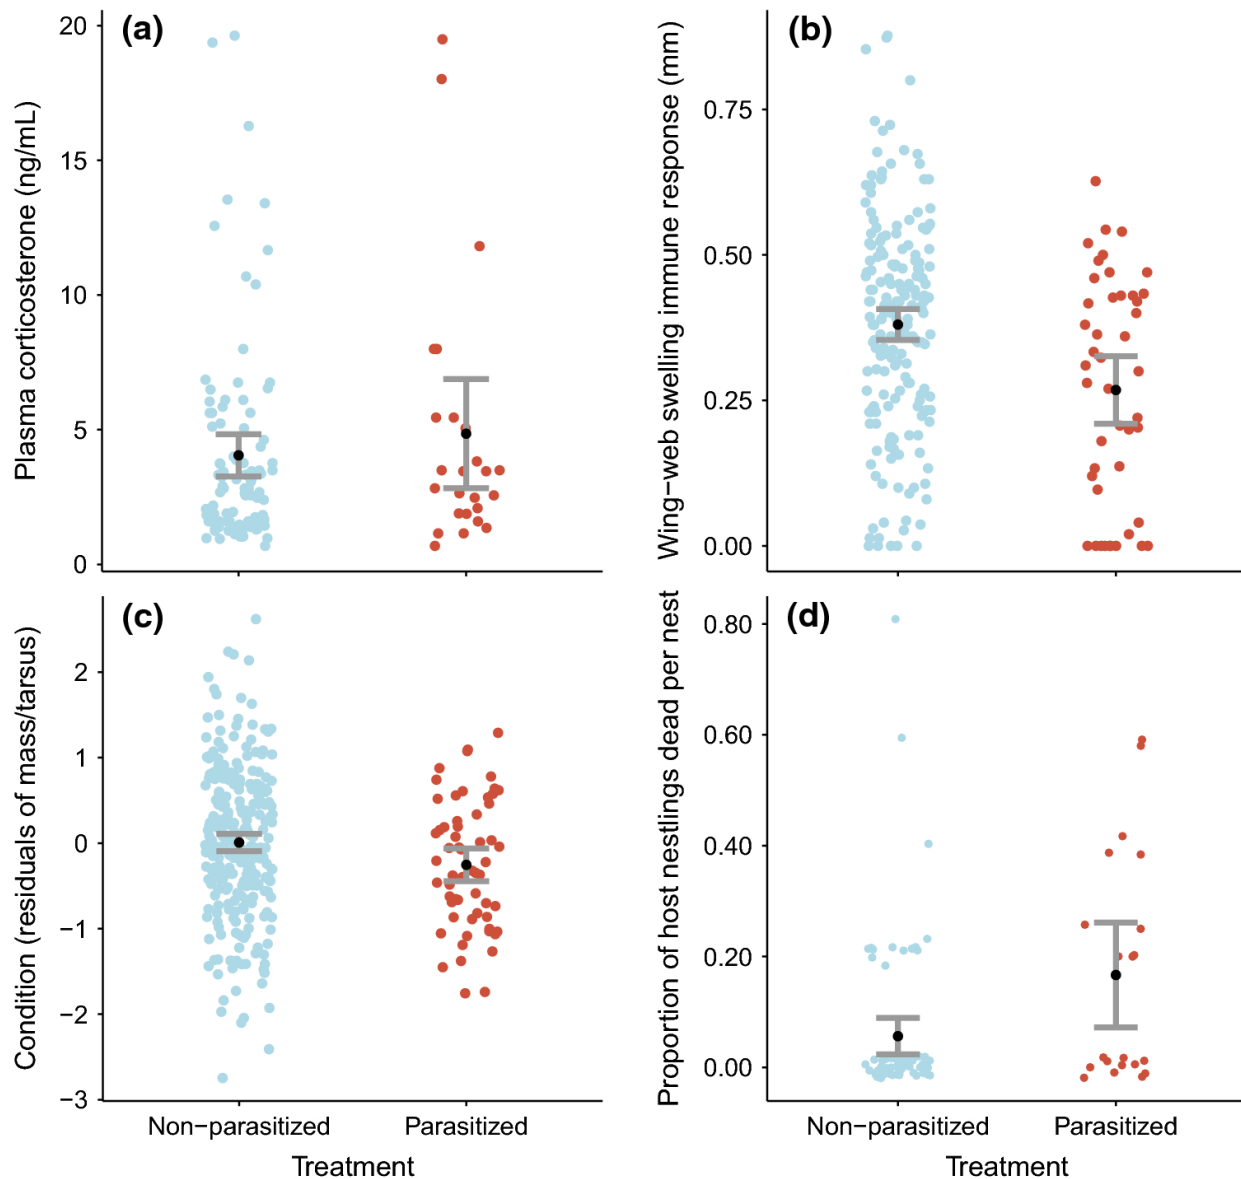 (a)
Plasma corticosterone (ng/mL)
20
15
10
5
0
(b)
Wing−web swelling immune response (mm)
0.75
0.50
0.25
0.00
(c)
Condition (residuals of mass/tarsus)
2
1
0
−1
−2
−3
Non−parasitized
Parasitized
Treatment
(d)
Proportion of host nestlings dead per nest
0.80
0.60
0.40
0.20
0.00
Non−parasitized
Parasitized
Treatment